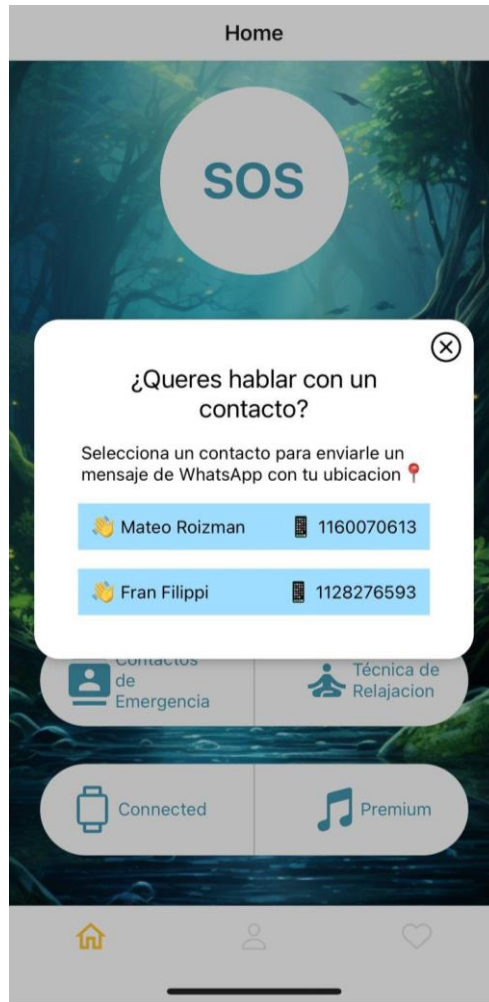 Home
SOS
¿Queres hablar con un
contacto?
Selecciona un contacto para enviarle un
mensaje de WhatsApp con tu ubicacion📍
👋 Mateo Roizman 📱 1160070613
👋 Fran Filippi 📱 1128276593
Contactos
de
Emergencia
Técnica de
Relajacion
Connected
Premium